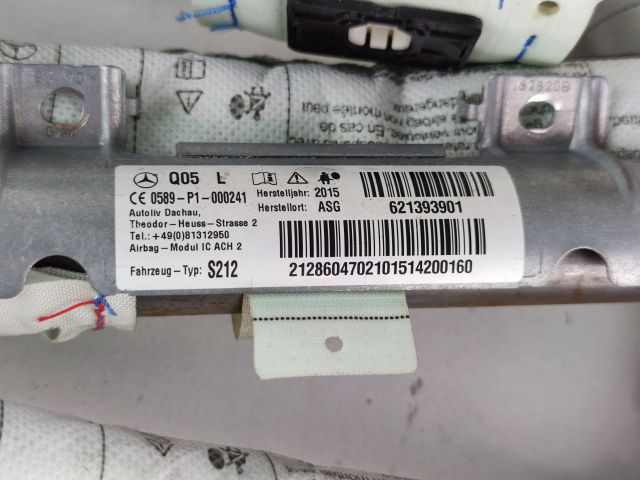 Q05 L
CE 0589-P1-000241
Autoliv Dachau,
Theodor-Heuss-Strasse 2
Tel.:+49(0)81312950
Airbag-Modul IC ACH 2
Fahrzeug-Typ: S212
Herstelljahr: 2015
Herstellort: ASG
621393901
2128604702101514200160